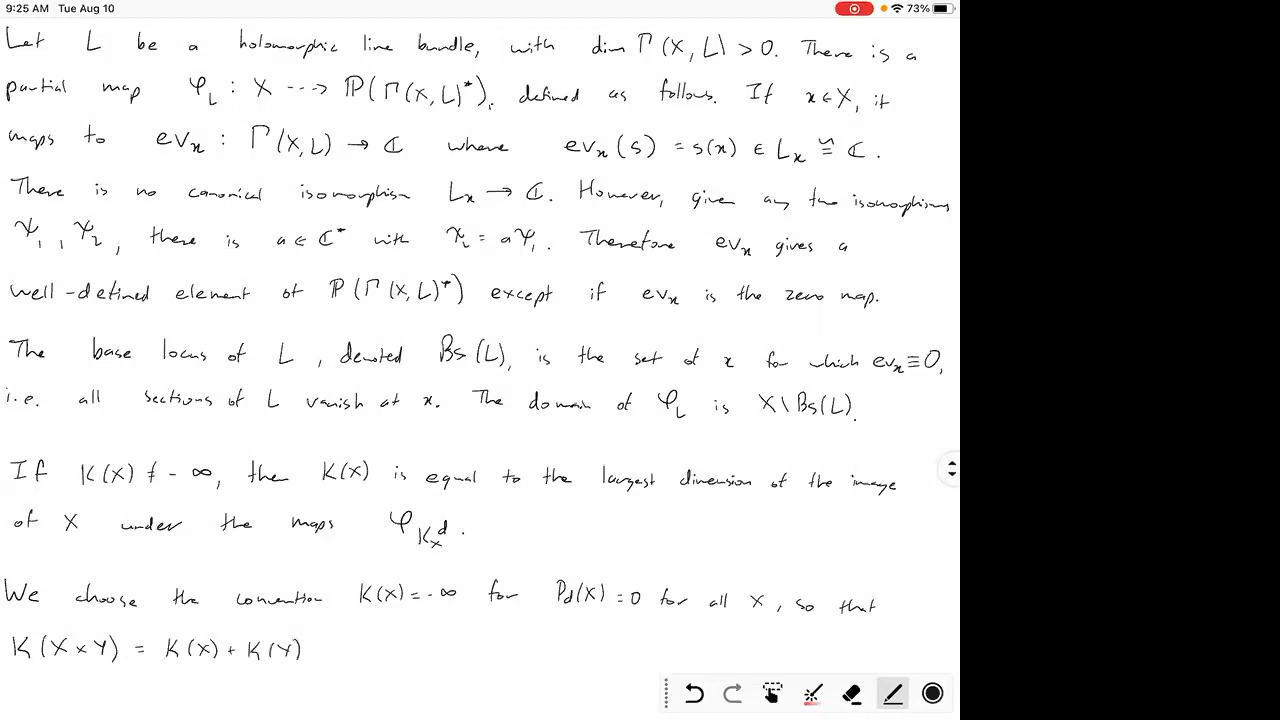 9:25 AM Tue Aug 10 73%
Let L be a holomorphic line bundle, with dim Γ(X, L) > 0. There is a
partial map φ_L : X ⇢ ℙ(Γ(X, L)*), defined as follows. If x ∈ X, it
maps to ev_x : Γ(X, L) → ℂ where ev_x(s) = s(x) ∈ L_x ≅ ℂ.
There is no canonical isomorphism L_x → ℂ. However, given any two isomorphisms
ψ_1, ψ_2, there is a ∈ ℂ* with ψ_2 = aψ_1. Therefore ev_x gives a
well-defined element of ℙ(Γ(X, L)*) except if ev_x is the zero map.
The base locus of L, denoted Bs(L), is the set of x for which ev_x ≡ 0,
i.e. all sections of L vanish at x. The domain of φ_L is X \ Bs(L).
If K(X) ≠ -∞, then K(X) is equal to the largest dimension of the image
of X under the maps φ_{K_X^d}.
We choose the convention K(X) = -∞ for P_d(X) = 0 for all X, so that
K(X × Y) = K(X) + K(Y)